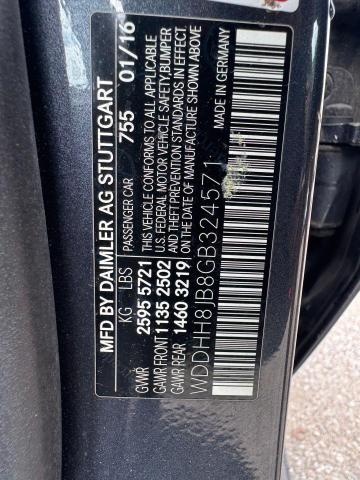 MFD BY DAIMLER AG STUTTGART
KG LBS PASSENGER CAR 755 01/16
GVWR 2595 5721 THIS VEHICLE CONFORMS TO ALL APPLICABLE
GAWR FRONT 1135 2502 U.S. FEDERAL MOTOR VEHICLE SAFETY/BUMPER
GAWR REAR 1460 3219 AND THEFT PREVENTION STANDARDS IN EFFECT
ON THE DATE OF MANUFACTURE SHOWN ABOVE
MADE IN GERMANY
WDDHH8JB8GB324571